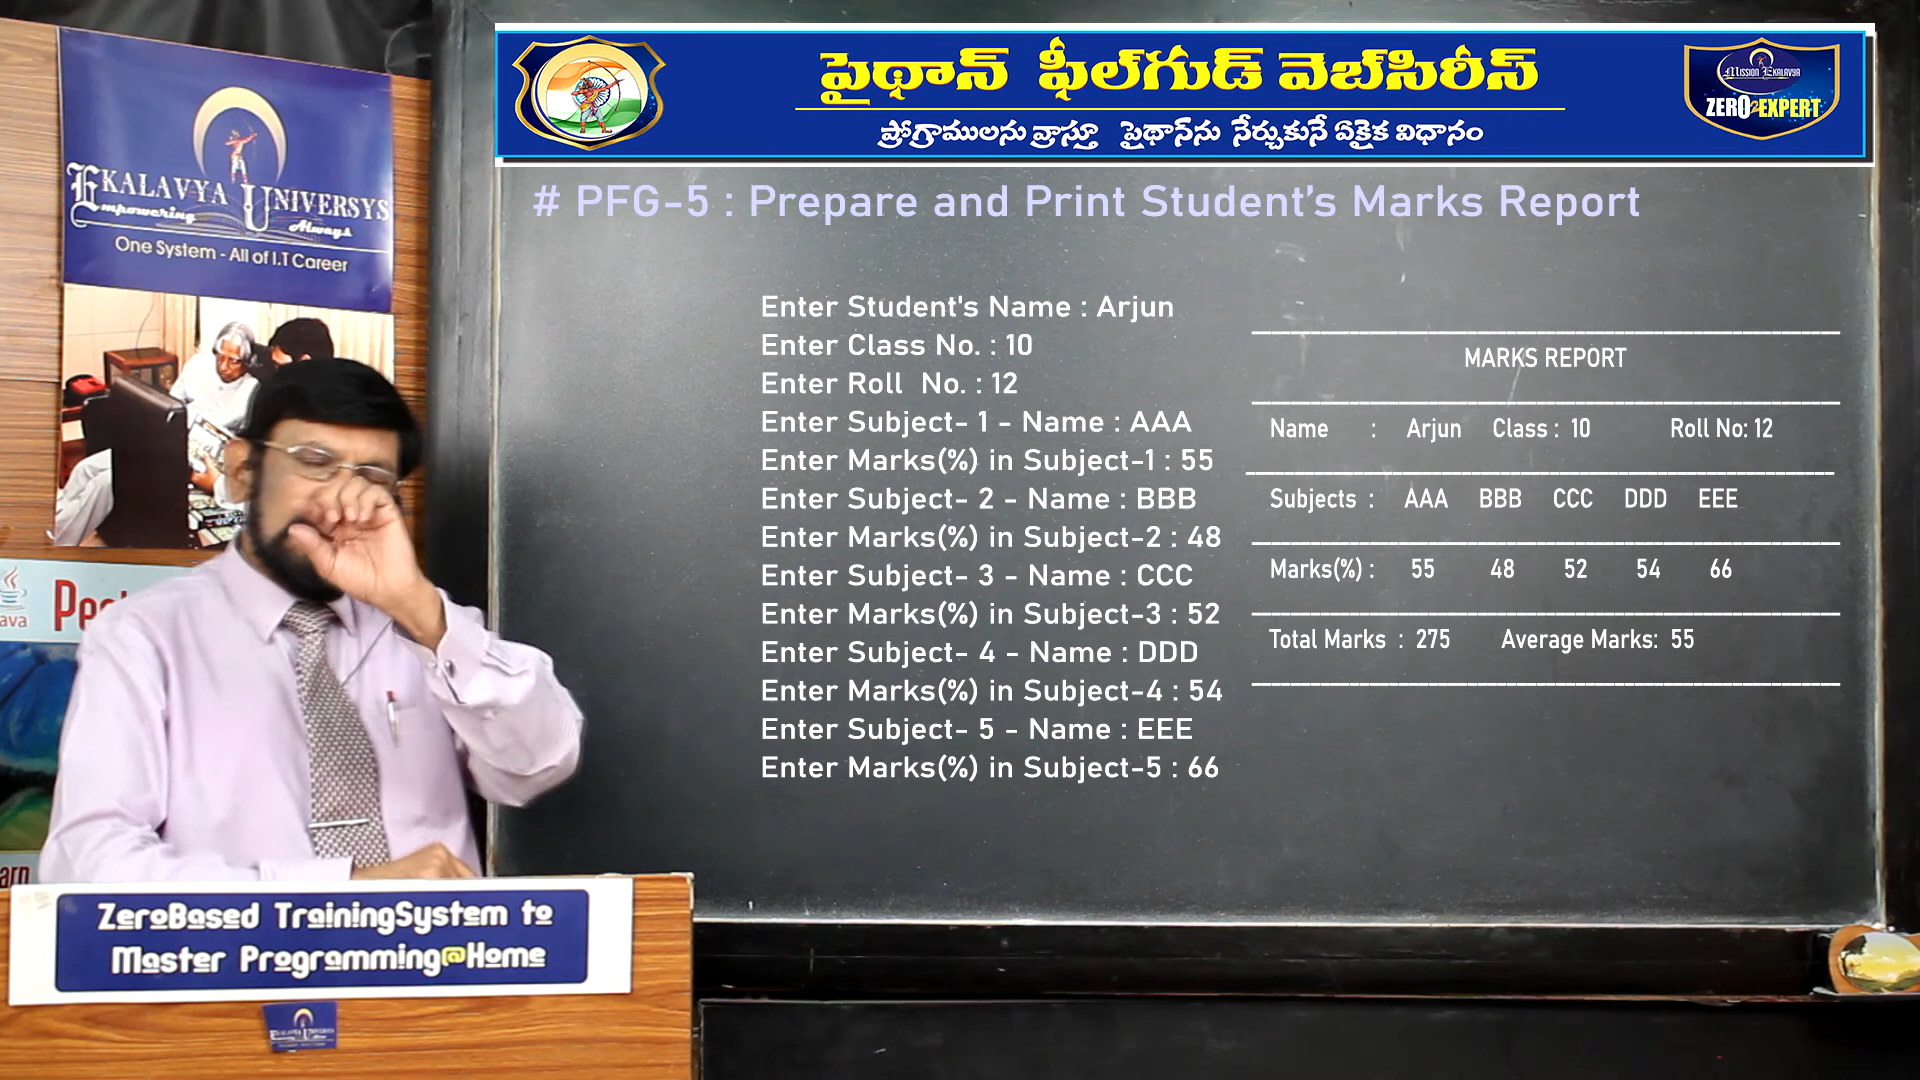 పైథాన్ ఫీల్‌గుడ్ వెబ్‌సిరీస్
ప్రోగ్రాములను వ్రాస్తూ పైథాన్‌ను నేర్చుకునే ఏకైక విధానం
MISSION EKALAVYA
ZERO2EXPERT
EKALAVYA UNIVERSYS
Empowering Always
One System - All of I.T Career
# PFG-5 : Prepare and Print Student's Marks Report
Enter Student's Name : Arjun
Enter Class No. : 10
Enter Roll No. : 12
Enter Subject- 1 - Name : AAA
Enter Marks(%) in Subject-1 : 55
Enter Subject- 2 - Name : BBB
Enter Marks(%) in Subject-2 : 48
Enter Subject- 3 - Name : CCC
Enter Marks(%) in Subject-3 : 52
Enter Subject- 4 - Name : DDD
Enter Marks(%) in Subject-4 : 54
Enter Subject- 5 - Name : EEE
Enter Marks(%) in Subject-5 : 66
MARKS REPORT
Name : Arjun Class : 10 Roll No: 12
Subjects : AAA BBB CCC DDD EEE
Marks(%) : 55 48 52 54 66
Total Marks : 275 Average Marks: 55
ZeroBased TrainingSystem to
Master Programming@Home